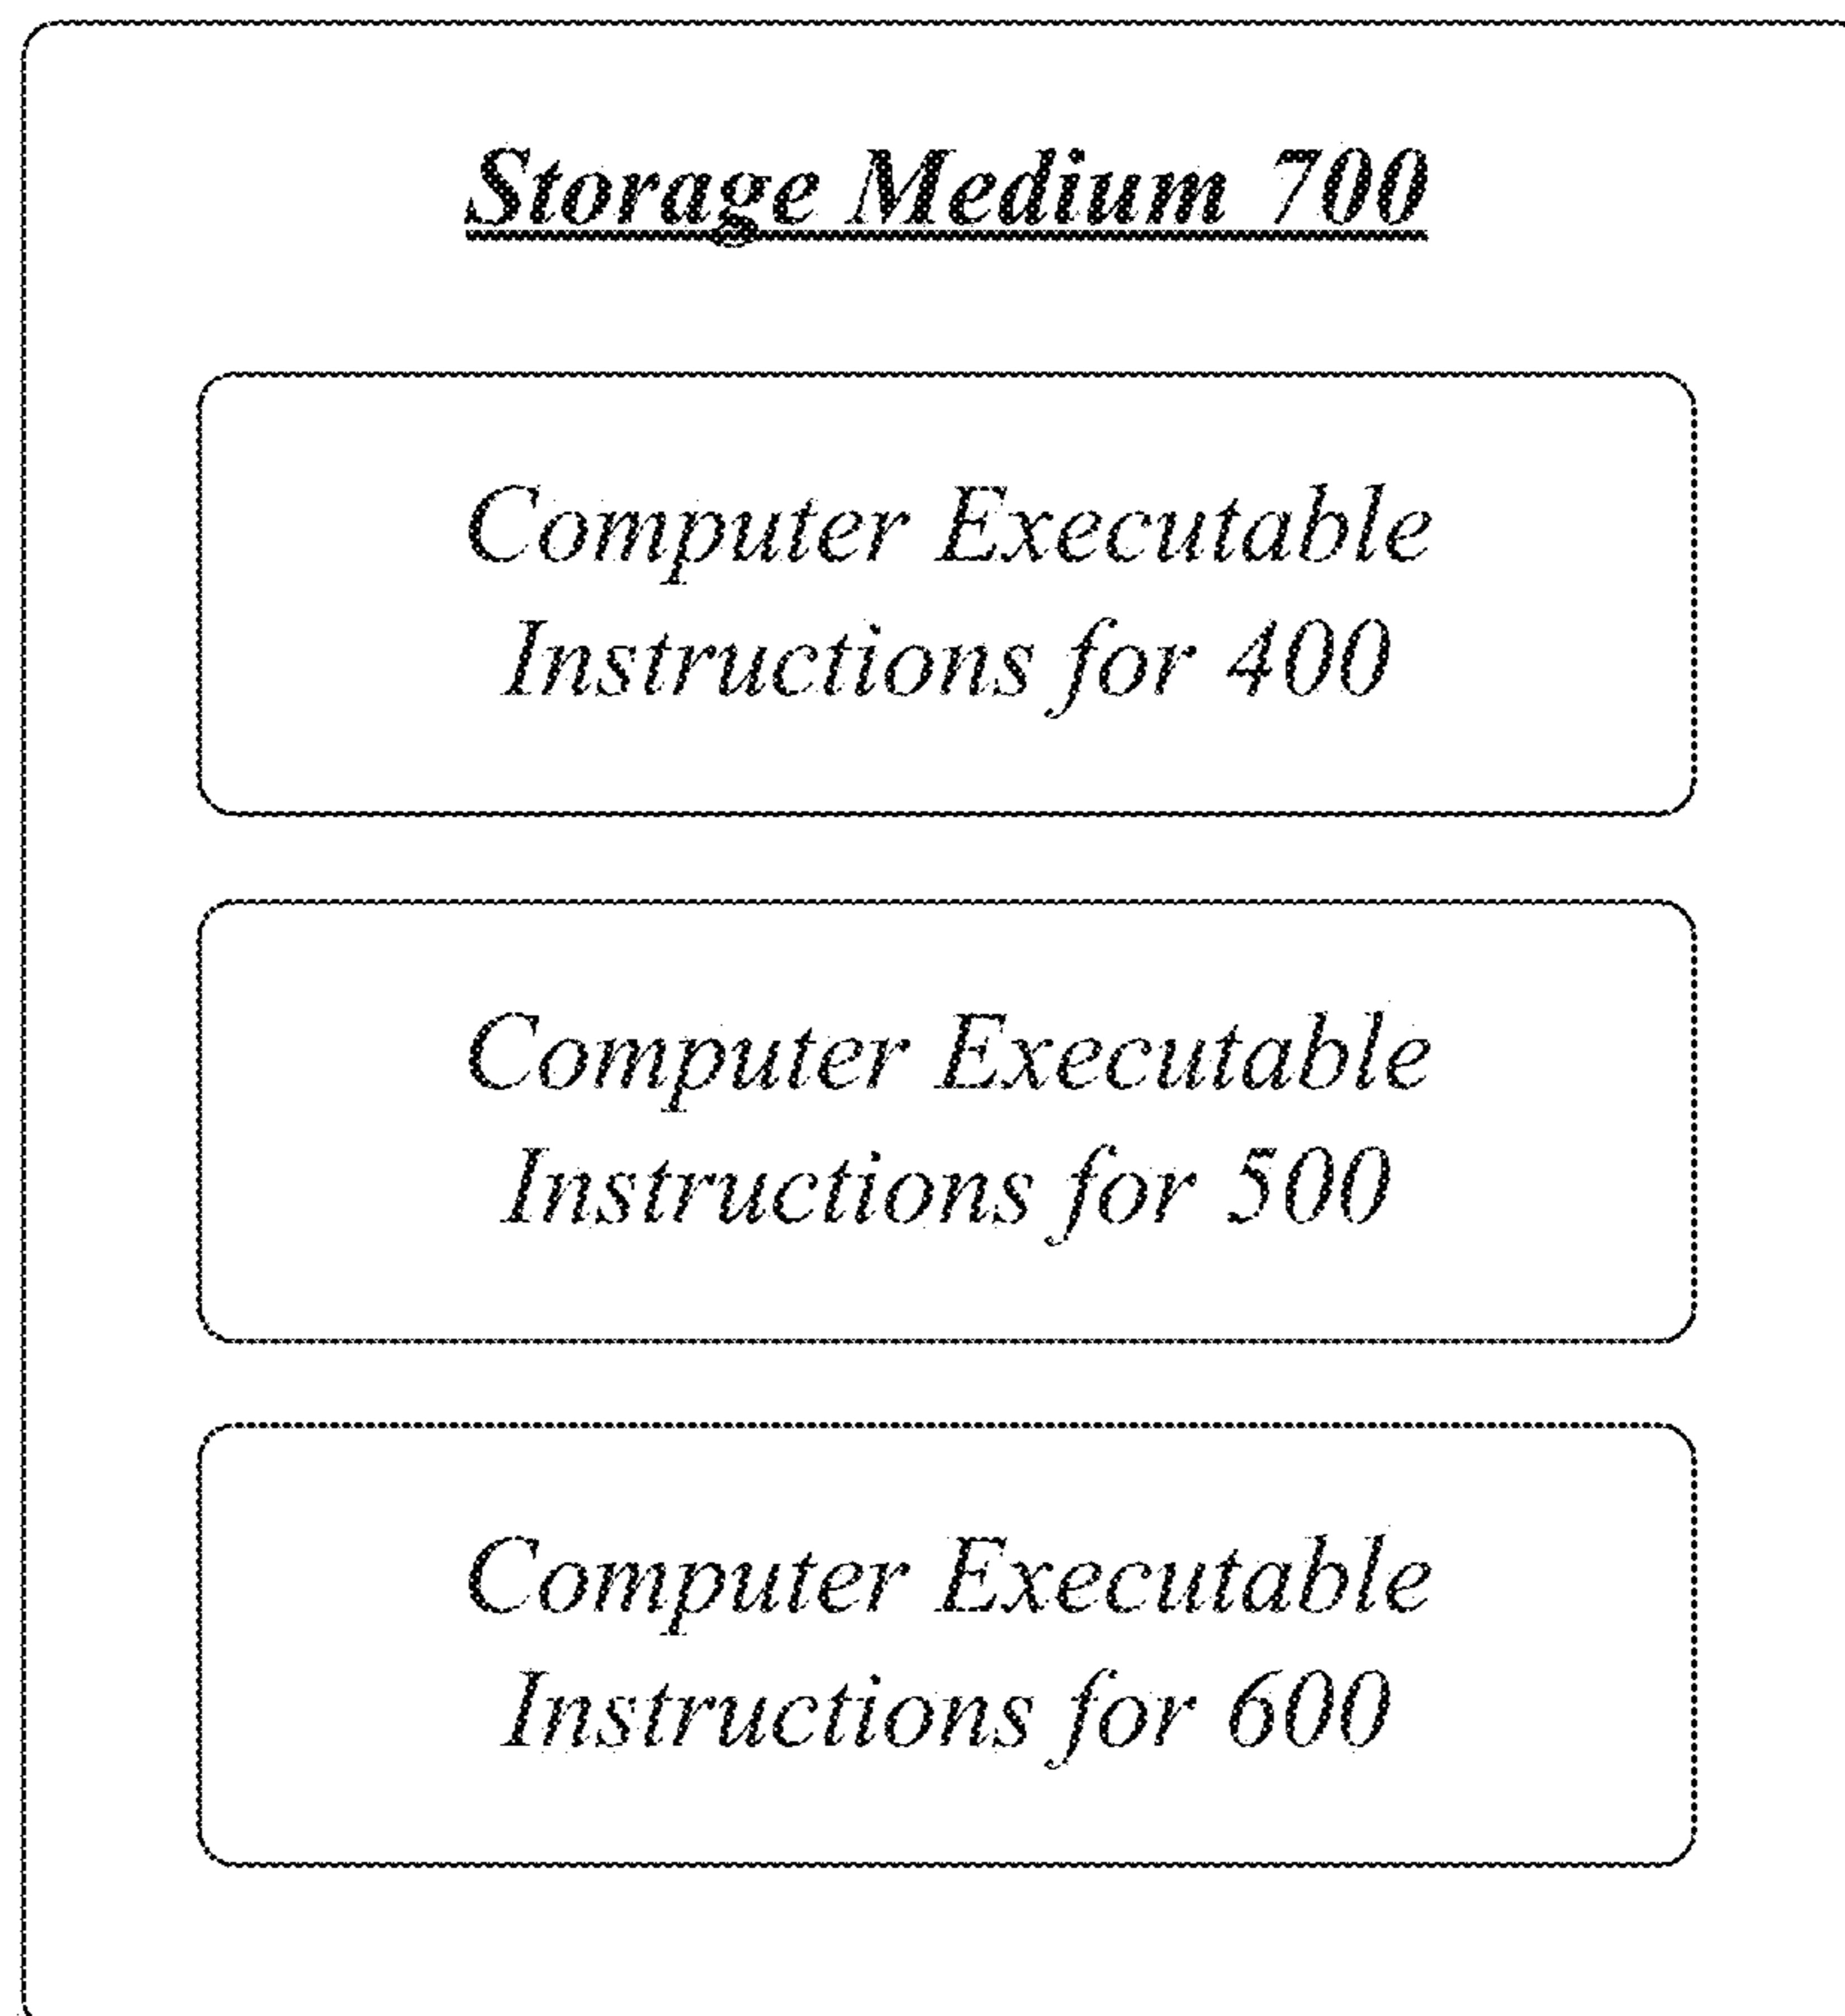 Storage Medium 700
Computer Executable
Instructions for 400
Computer Executable
Instructions for 500
Computer Executable
Instructions for 600